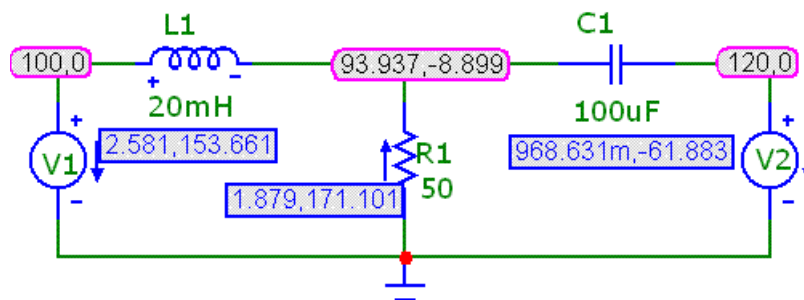 L1
C1
100,0
93.937,-8.899
120,0
+ -
20mH
100uF
+
+
2.581,153.661
968.631m,-61.883
V1
R1
V2
1.879,171.101
50
-
-